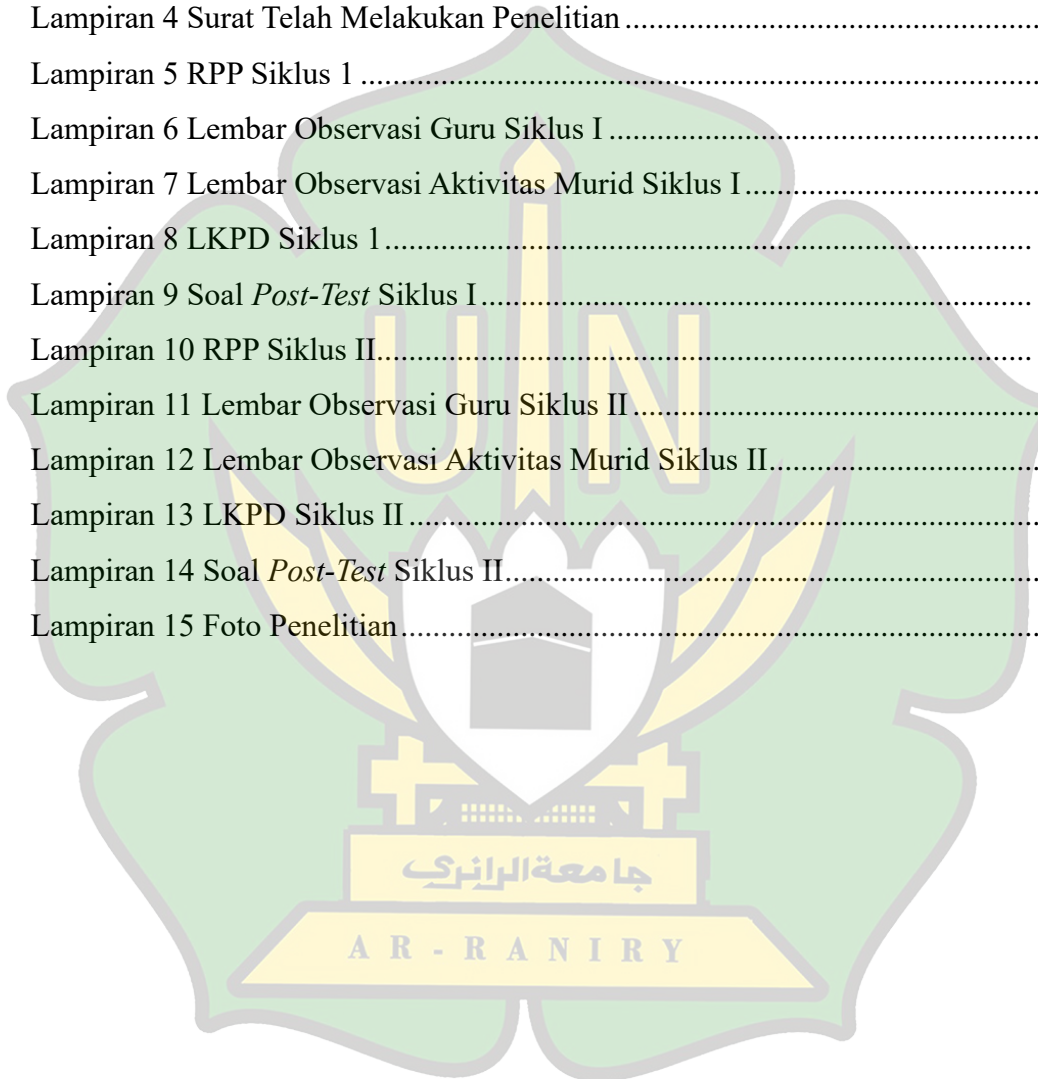 Lampiran 4 Surat Telah Melakukan Penelitian ........................................................
Lampiran 5 RPP Siklus 1 ........................................................................................
Lampiran 6 Lembar Observasi Guru Siklus I ........................................................
Lampiran 7 Lembar Observasi Aktivitas Murid Siklus I ......................................
Lampiran 8 LKPD Siklus 1 ....................................................................................
Lampiran 9 Soal Post-Test Siklus I .......................................................................
Lampiran 10 RPP Siklus II.....................................................................................
Lampiran 11 Lembar Observasi Guru Siklus II .....................................................
Lampiran 12 Lembar Observasi Aktivitas Murid Siklus II...................................
Lampiran 13 LKPD Siklus II .................................................................................
Lampiran 14 Soal Post-Test Siklus II.....................................................................
Lampiran 15 Foto Penelitian ..................................................................................
UIN
جامعةالرانري
AR-RANIRY